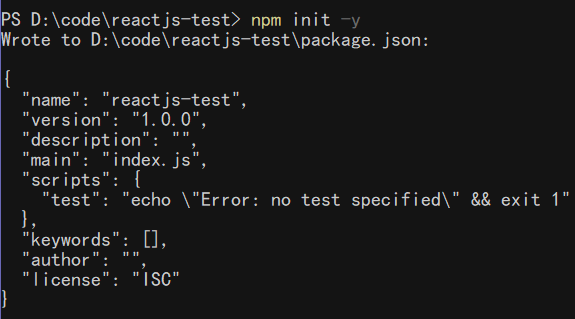 PS D:\code\reactjs-test> npm init -y
Wrote to D:\code\reactjs-test\package.json:
{
  "name": "reactjs-test",
  "version": "1.0.0",
  "description": "",
  "main": "index.js",
  "scripts": {
    "test": "echo \"Error: no test specified\" && exit 1"
  },
  "keywords": [],
  "author": "",
  "license": "ISC"
}